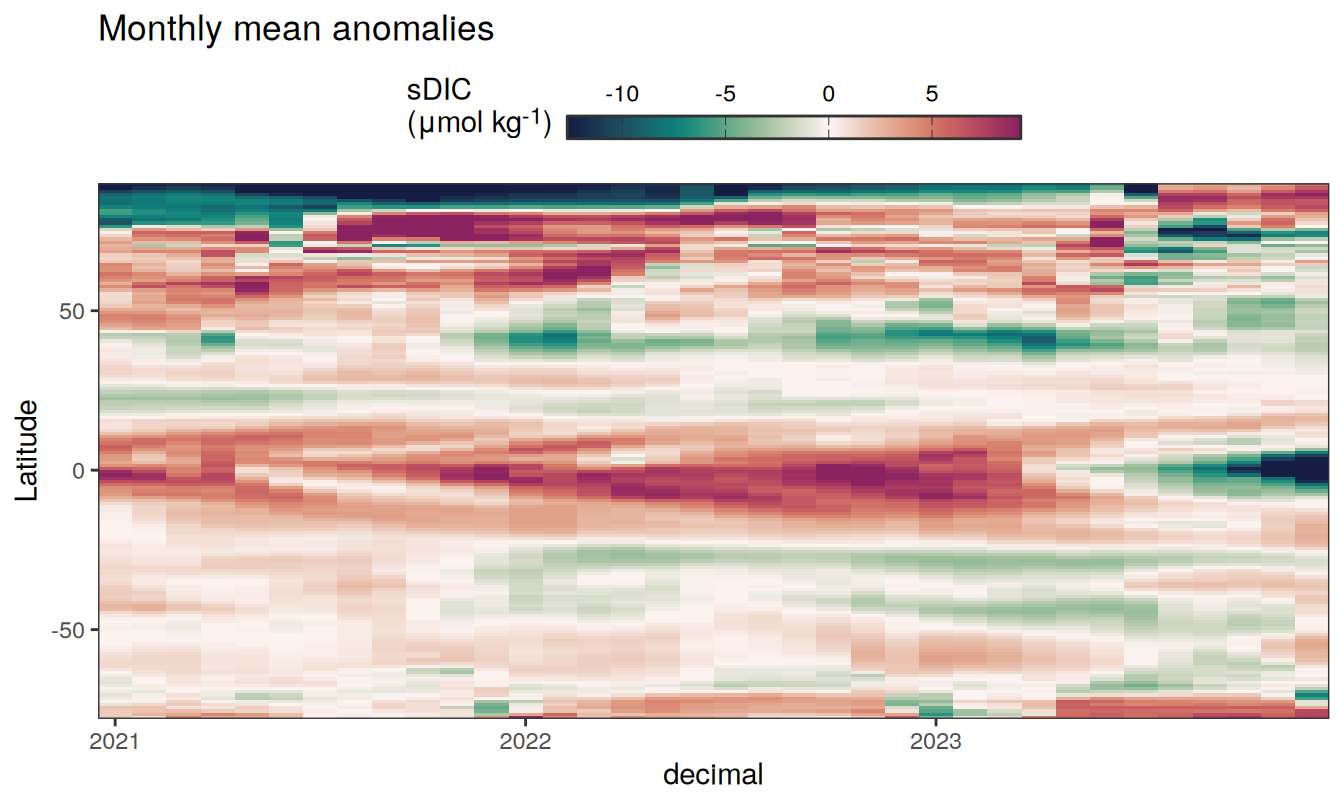 Monthly mean anomalies
sDIC
(µmol kg⁻¹)
-10 -5 0 5
Latitude
50
0
-50
2021 2022 2023
decimal